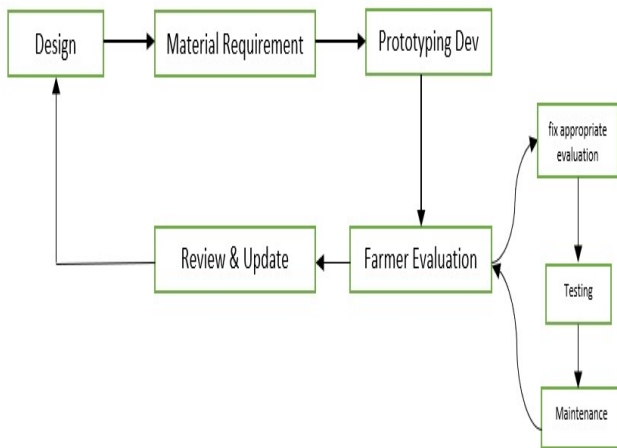 Design
Material Requirement
Prototyping Dev
fix appropriate
evaluation
Review & Update
Farmer Evaluation
Testing
Maintenance